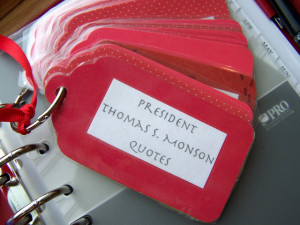 PRESIDENT
THOMAS S. MONSON
QUOTES
PRO